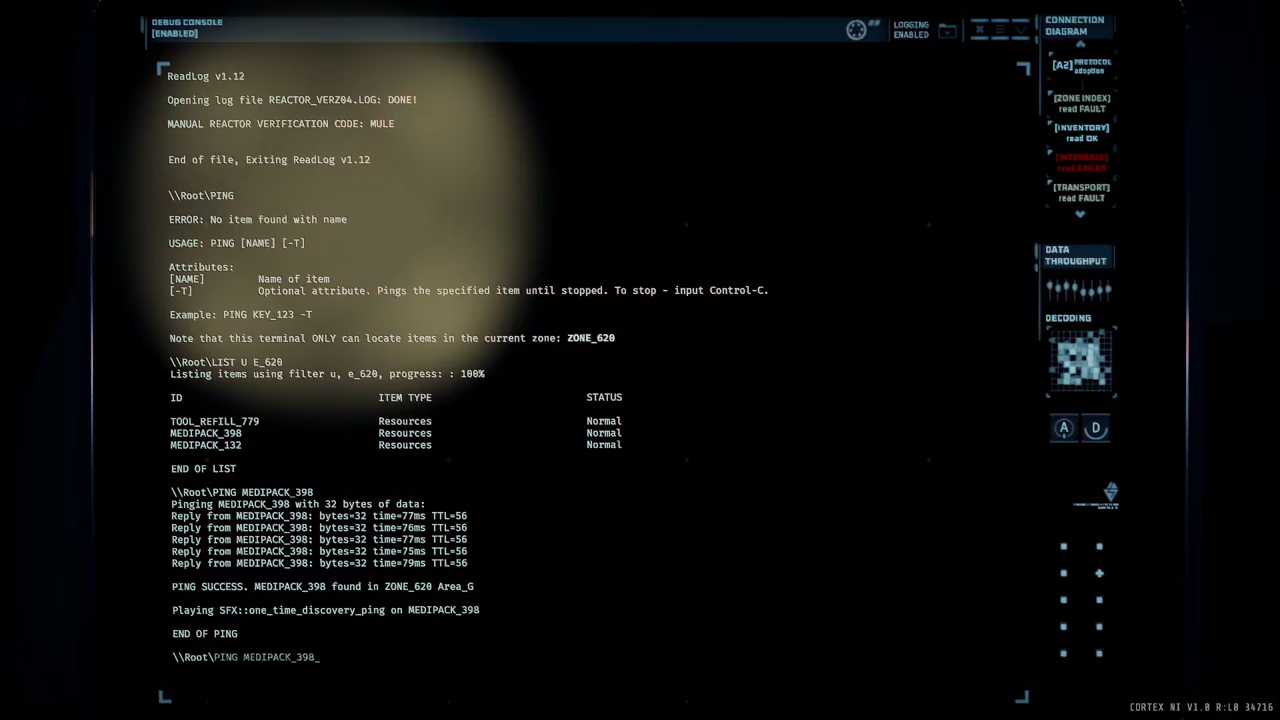 DEBUG CONSOLE
[ENABLED]
LOGGING
ENABLED
CONNECTION
DIAGRAM
[A2] PROTOCOL
adoption
[ZONE INDEX]
read FAULT
[INVENTORY]
read OK
read FAILED
[TRANSPORT]
read FAULT
DATA
THROUGHPUT
DECODING
A D
ReadLog v1.12
Opening log file REACTOR_VERZ04.LOG: DONE!
MANUAL REACTOR VERIFICATION CODE: MULE
End of file, Exiting ReadLog v1.12
\\Root\PING
ERROR: No item found with name
USAGE: PING [NAME] [-T]
Attributes:
[NAME] Name of item
[-T] Optional attribute. Pings the specified item until stopped. To stop - input Control-C.
Example: PING KEY_123 -T
Note that this terminal ONLY can locate items in the current zone: ZONE_620
\\Root\LIST U E_620
Listing items using filter u, e_620, progress: : 100%
ID ITEM TYPE STATUS
TOOL_REFILL_779 Resources Normal
MEDIPACK_398 Resources Normal
MEDIPACK_132 Resources Normal
END OF LIST
\\Root\PING MEDIPACK_398
Pinging MEDIPACK_398 with 32 bytes of data:
Reply from MEDIPACK_398: bytes=32 time=77ms TTL=56
Reply from MEDIPACK_398: bytes=32 time=76ms TTL=56
Reply from MEDIPACK_398: bytes=32 time=77ms TTL=56
Reply from MEDIPACK_398: bytes=32 time=75ms TTL=56
Reply from MEDIPACK_398: bytes=32 time=79ms TTL=56
PING SUCCESS. MEDIPACK_398 found in ZONE_620 Area_G
Playing SFX::one_time_discovery_ping on MEDIPACK_398
END OF PING
\\Root\PING MEDIPACK_398_
CORTEX NI V1.0 R:L0 34716